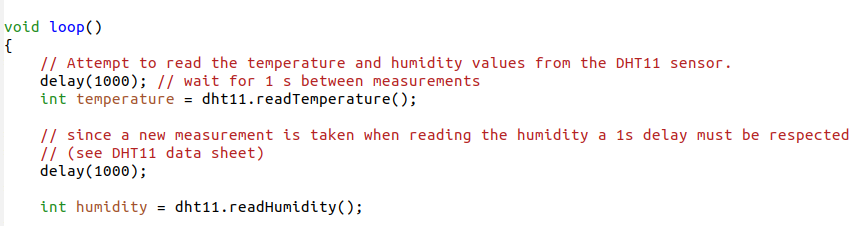 void loop()
{
    // Attempt to read the temperature and humidity values from the DHT11 sensor.
    delay(1000); // wait for 1 s between measurements
    int temperature = dht11.readTemperature();

    // since a new measurement is taken when reading the humidity a 1s delay must be respected
    // (see DHT11 data sheet)
    delay(1000);

    int humidity = dht11.readHumidity();